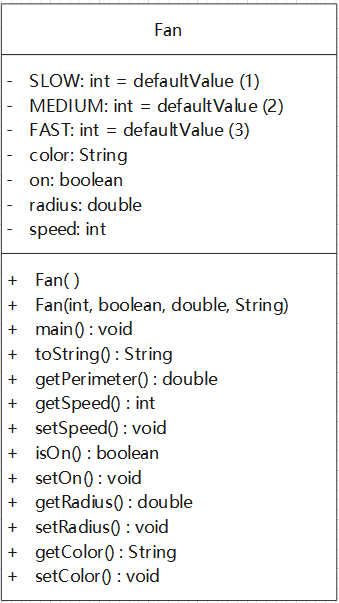 Fan
- SLOW: int = defaultValue (1)
- MEDIUM: int = defaultValue (2)
- FAST: int = defaultValue (3)
- color: String
- on: boolean
- radius: double
- speed: int
+ Fan( )
+ Fan(int, boolean, double, String)
+ main() : void
+ toString() : String
+ getPerimeter() : double
+ getSpeed() : int
+ setSpeed() : void
+ isOn() : boolean
+ setOn() : void
+ getRadius() : double
+ setRadius() : void
+ getColor() : String
+ setColor() : void